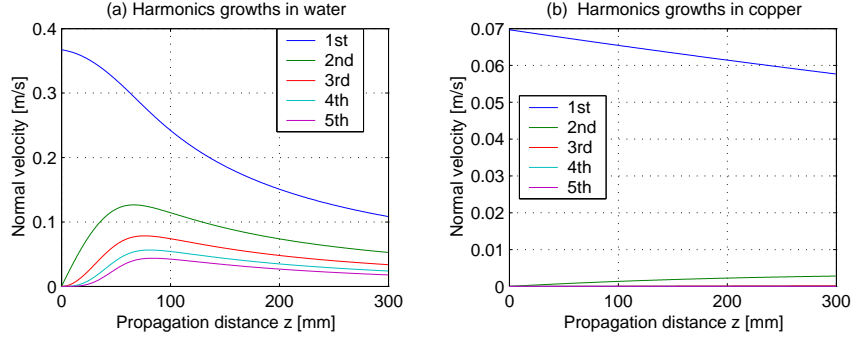 (a) Harmonics growths in water
0.4
0.3
0.2
0.1
0
0
100
200
300
Normal velocity [m/s]
Propagation distance z [mm]
1st
2nd
3rd
4th
5th
(b) Harmonics growths in copper
0.07
0.06
0.05
0.04
0.03
0.02
0.01
0
0
100
200
300
Normal velocity [m/s]
Propagation distance z [mm]
1st
2nd
3rd
4th
5th